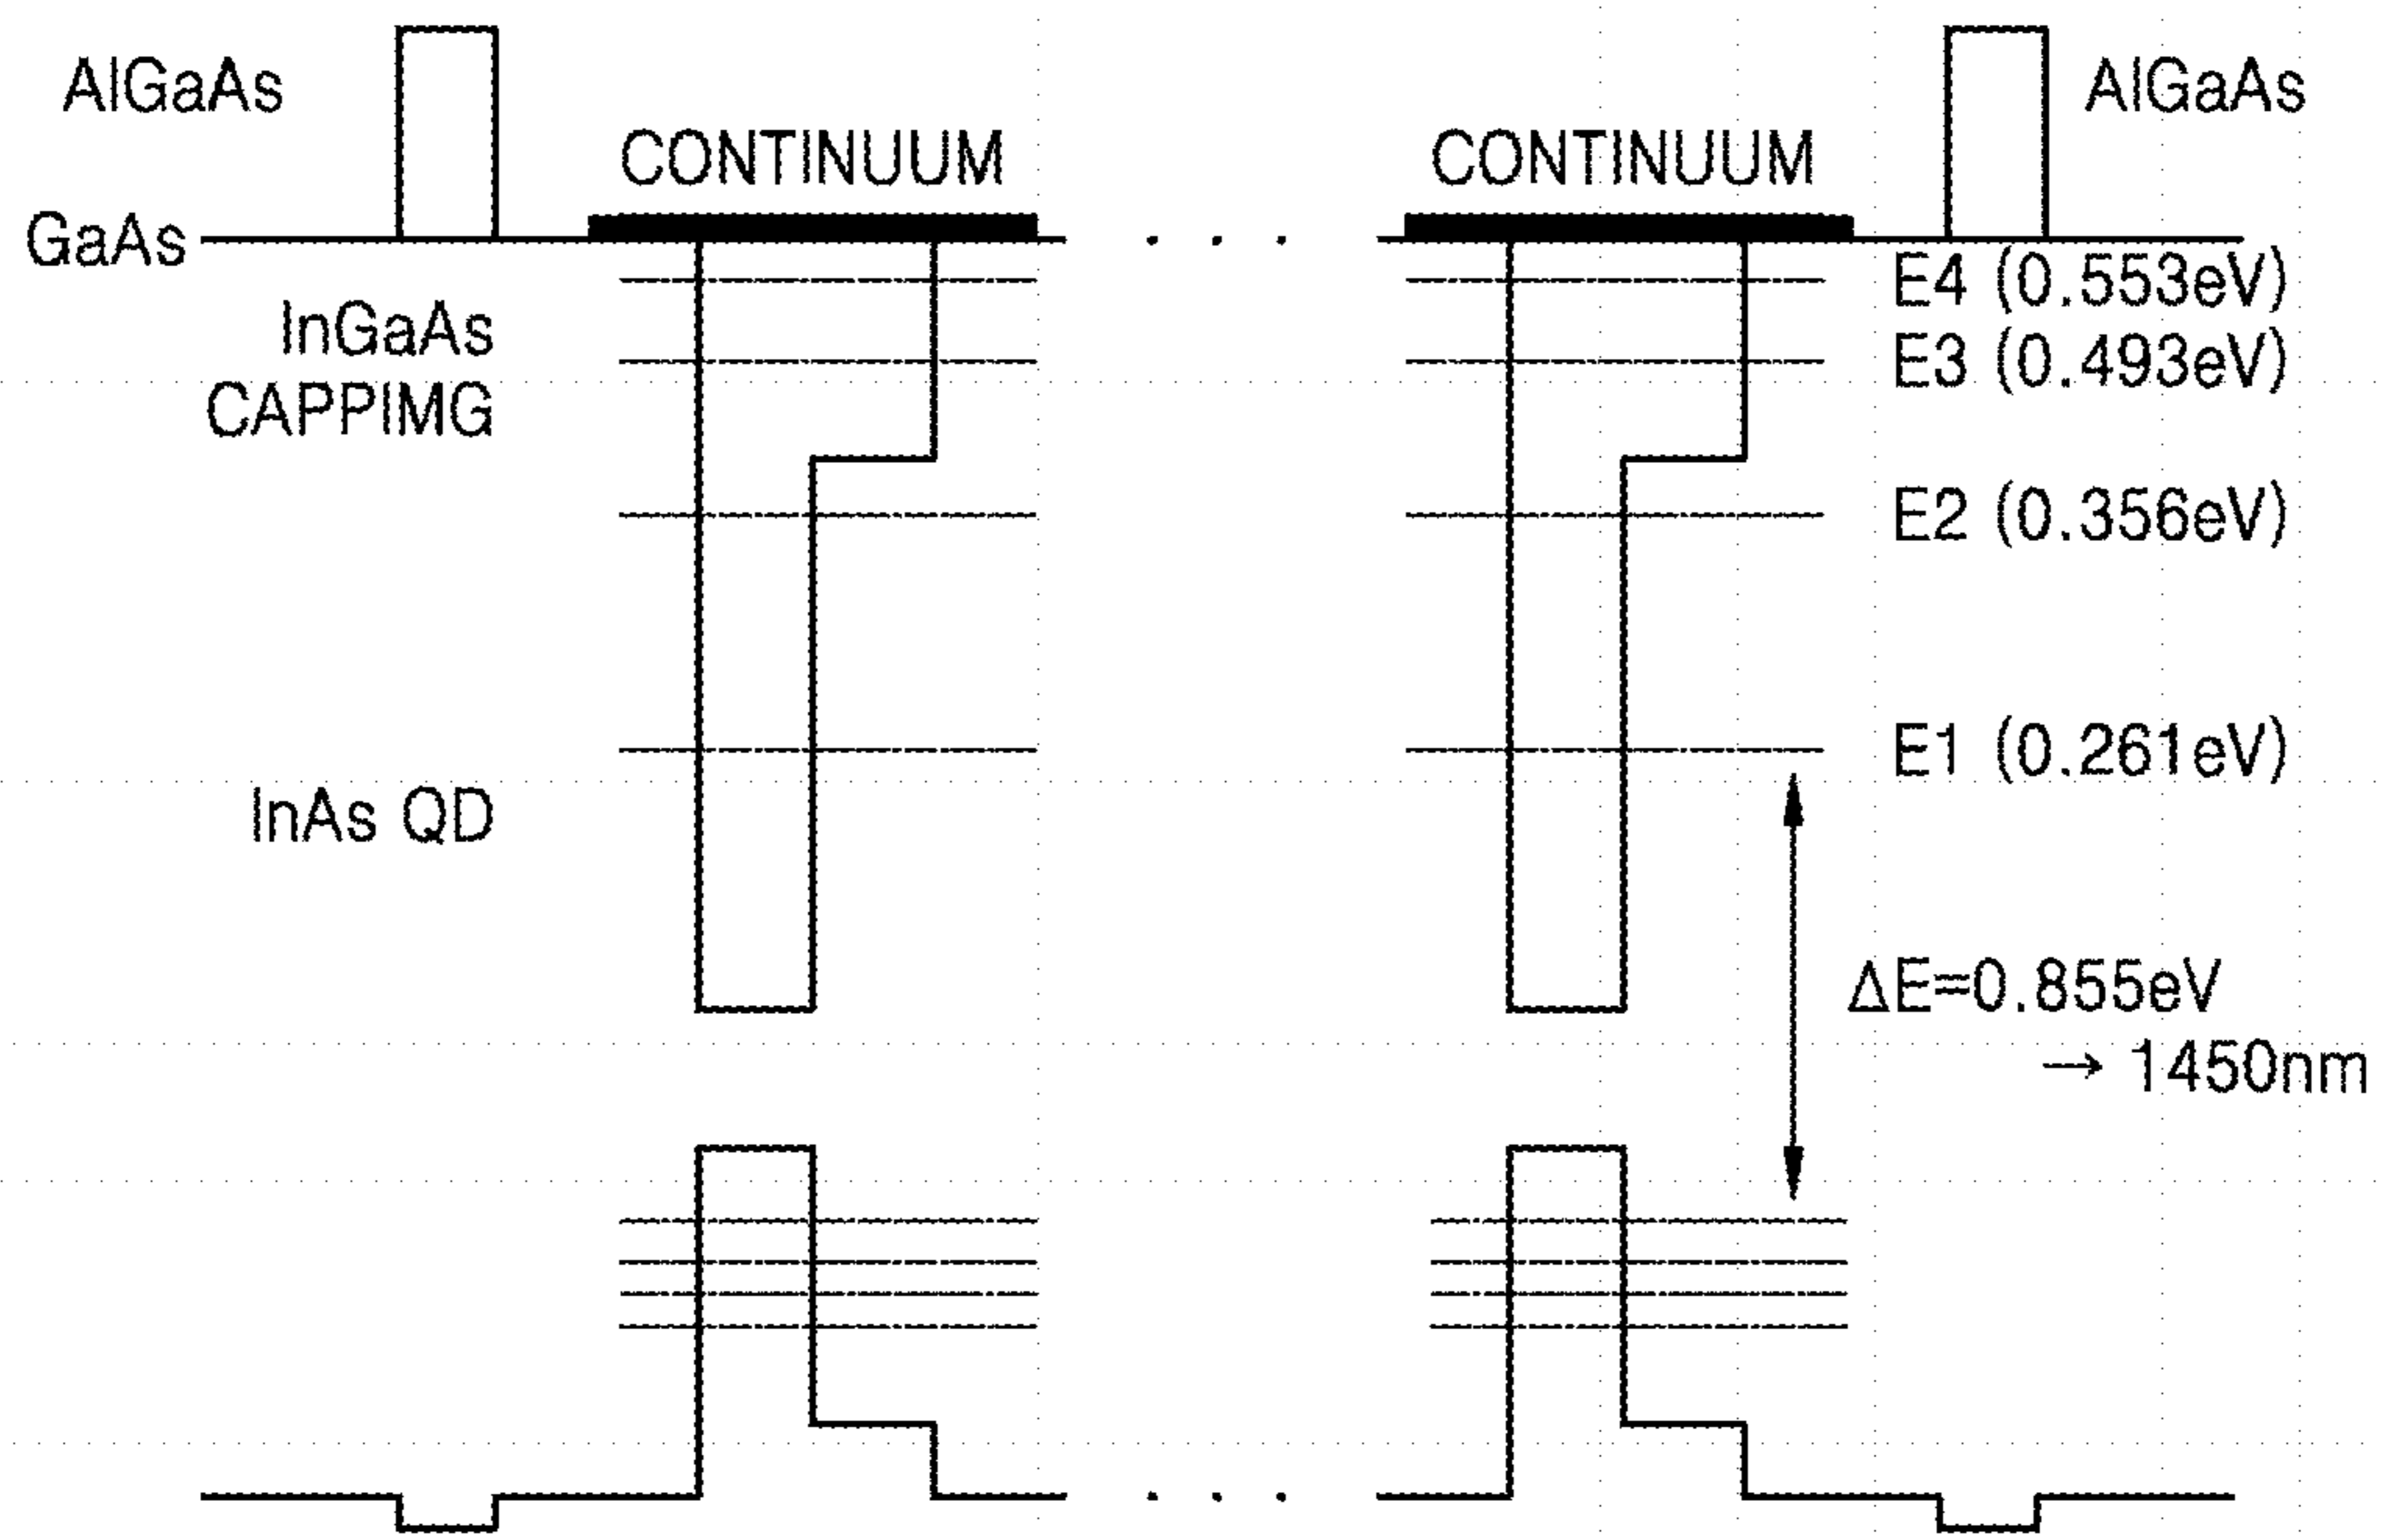 AlGaAs
AlGaAs
CONTINUUM
CONTINUUM
GaAs
E4 (0.553eV)
InGaAs
CAPPIMG
E3 (0.493eV)
E2 (0.356eV)
E1 (0.261eV)
InAs QD
ΔE=0.855eV
→ 1450nm